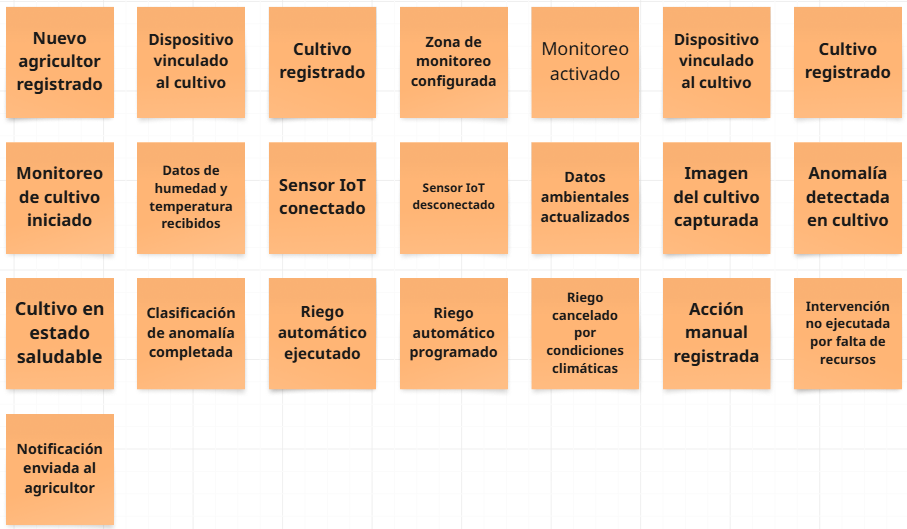 Nuevo
agricultor
registrado
Dispositivo
vinculado
al cultivo
Cultivo
registrado
Zona de
monitoreo
configurada
Monitoreo
activado
Dispositivo
vinculado
al cultivo
Cultivo
registrado
Monitoreo
de cultivo
iniciado
Datos de
humedad y
temperatura
recibidos
Sensor IoT
conectado
Sensor IoT
desconectado
Datos
ambientales
actualizados
Imagen
del cultivo
capturada
Anomalía
detectada
en cultivo
Cultivo en
estado
saludable
Clasificación
de anomalía
completada
Riego
automático
ejecutado
Riego
automático
programado
Riego
cancelado
por
condiciones
climáticas
Acción
manual
registrada
Intervención
no ejecutada
por falta de
recursos
Notificación
enviada al
agricultor